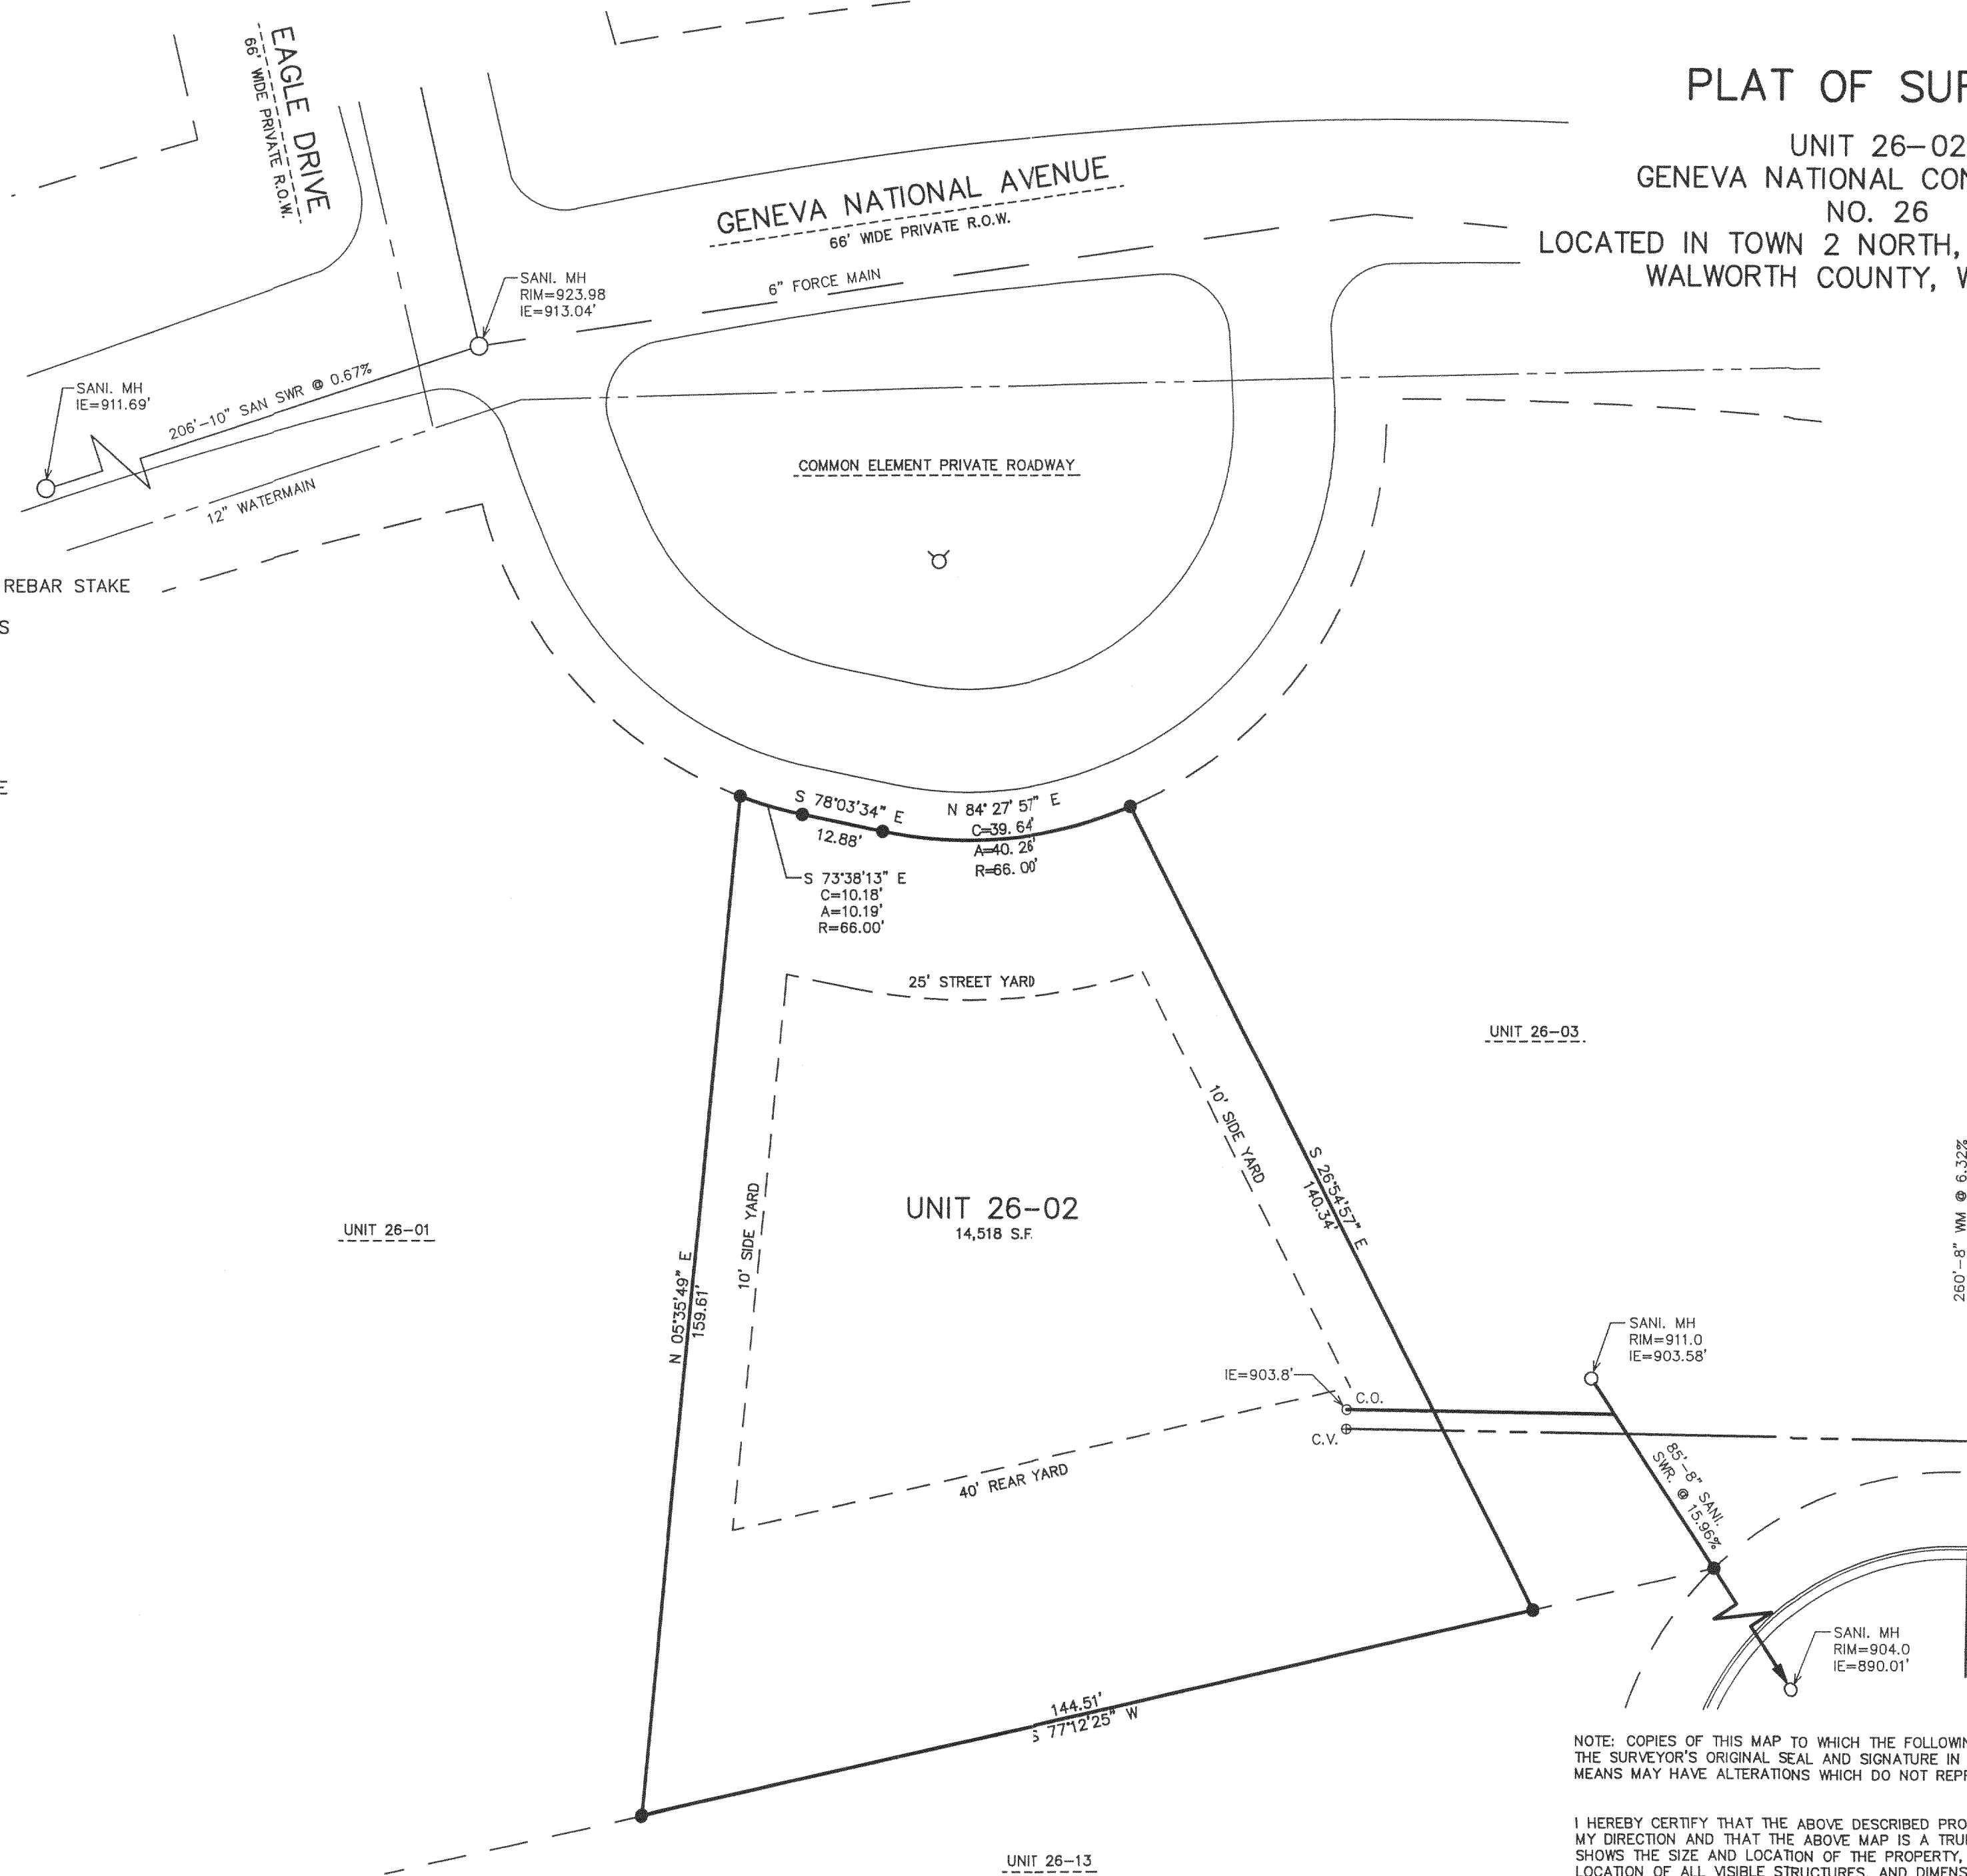 EAGLE DRIVE
66' WIDE PRIVATE R.O.W.
GENEVA NATIONAL AVENUE
66' WIDE PRIVATE R.O.W.
6" FORCE MAIN
PLAT OF SUR
UNIT 26-02
GENEVA NATIONAL CON
NO. 26
LOCATED IN TOWN 2 NORTH,
WALWORTH COUNTY, W
SANI. MH
RIM=923.98
IE=913.04'
SANI. MH
IE=911.69'
206'-10" SAN SWR @ 0.67%
12" WATERMAIN
COMMON ELEMENT PRIVATE ROADWAY
REBAR STAKE
S
E
S 78°03'34" E
12.88'
N 84°27'57" E
C=39.64'
A=40.26'
R=66.00'
S 73°38'13" E
C=10.18'
A=10.19'
R=66.00'
25' STREET YARD
UNIT 26-03
10' SIDE YARD
S 26°54'57" E
140.34'
UNIT 26-02
14,518 S.F.
10' SIDE YARD
UNIT 26-01
N 05°35'49" E
159.61'
260'-8" WM @ 6.32%
SANI. MH
RIM=911.0
IE=903.58'
IE=903.8'
C.O.
C.V.
40' REAR YARD
85'-8" SANI.
SWR. @ 15.96%
SANI. MH
RIM=904.0
IE=890.01'
144.51'
S 77°12'25" W
UNIT 26-13
NOTE: COPIES OF THIS MAP TO WHICH THE FOLLOWIN
THE SURVEYOR'S ORIGINAL SEAL AND SIGNATURE IN
MEANS MAY HAVE ALTERATIONS WHICH DO NOT REPR
I HEREBY CERTIFY THAT THE ABOVE DESCRIBED PRO
MY DIRECTION AND THAT THE ABOVE MAP IS A TRU
SHOWS THE SIZE AND LOCATION OF THE PROPERTY,
LOCATION OF ALL VISIBLE STRUCTURES AND DIMENS